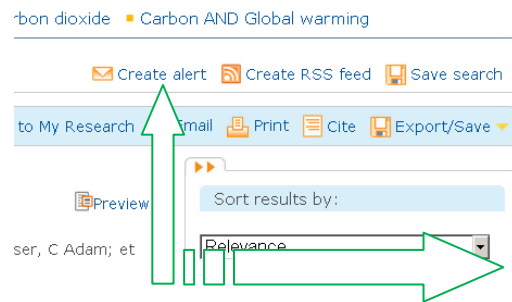 rbon dioxide ▪ Carbon AND Global warming
Create alert Create RSS feed Save search
to My Research Email Print Cite Export/Save
Preview
Sort results by:
ser, C Adam; et
Relevance